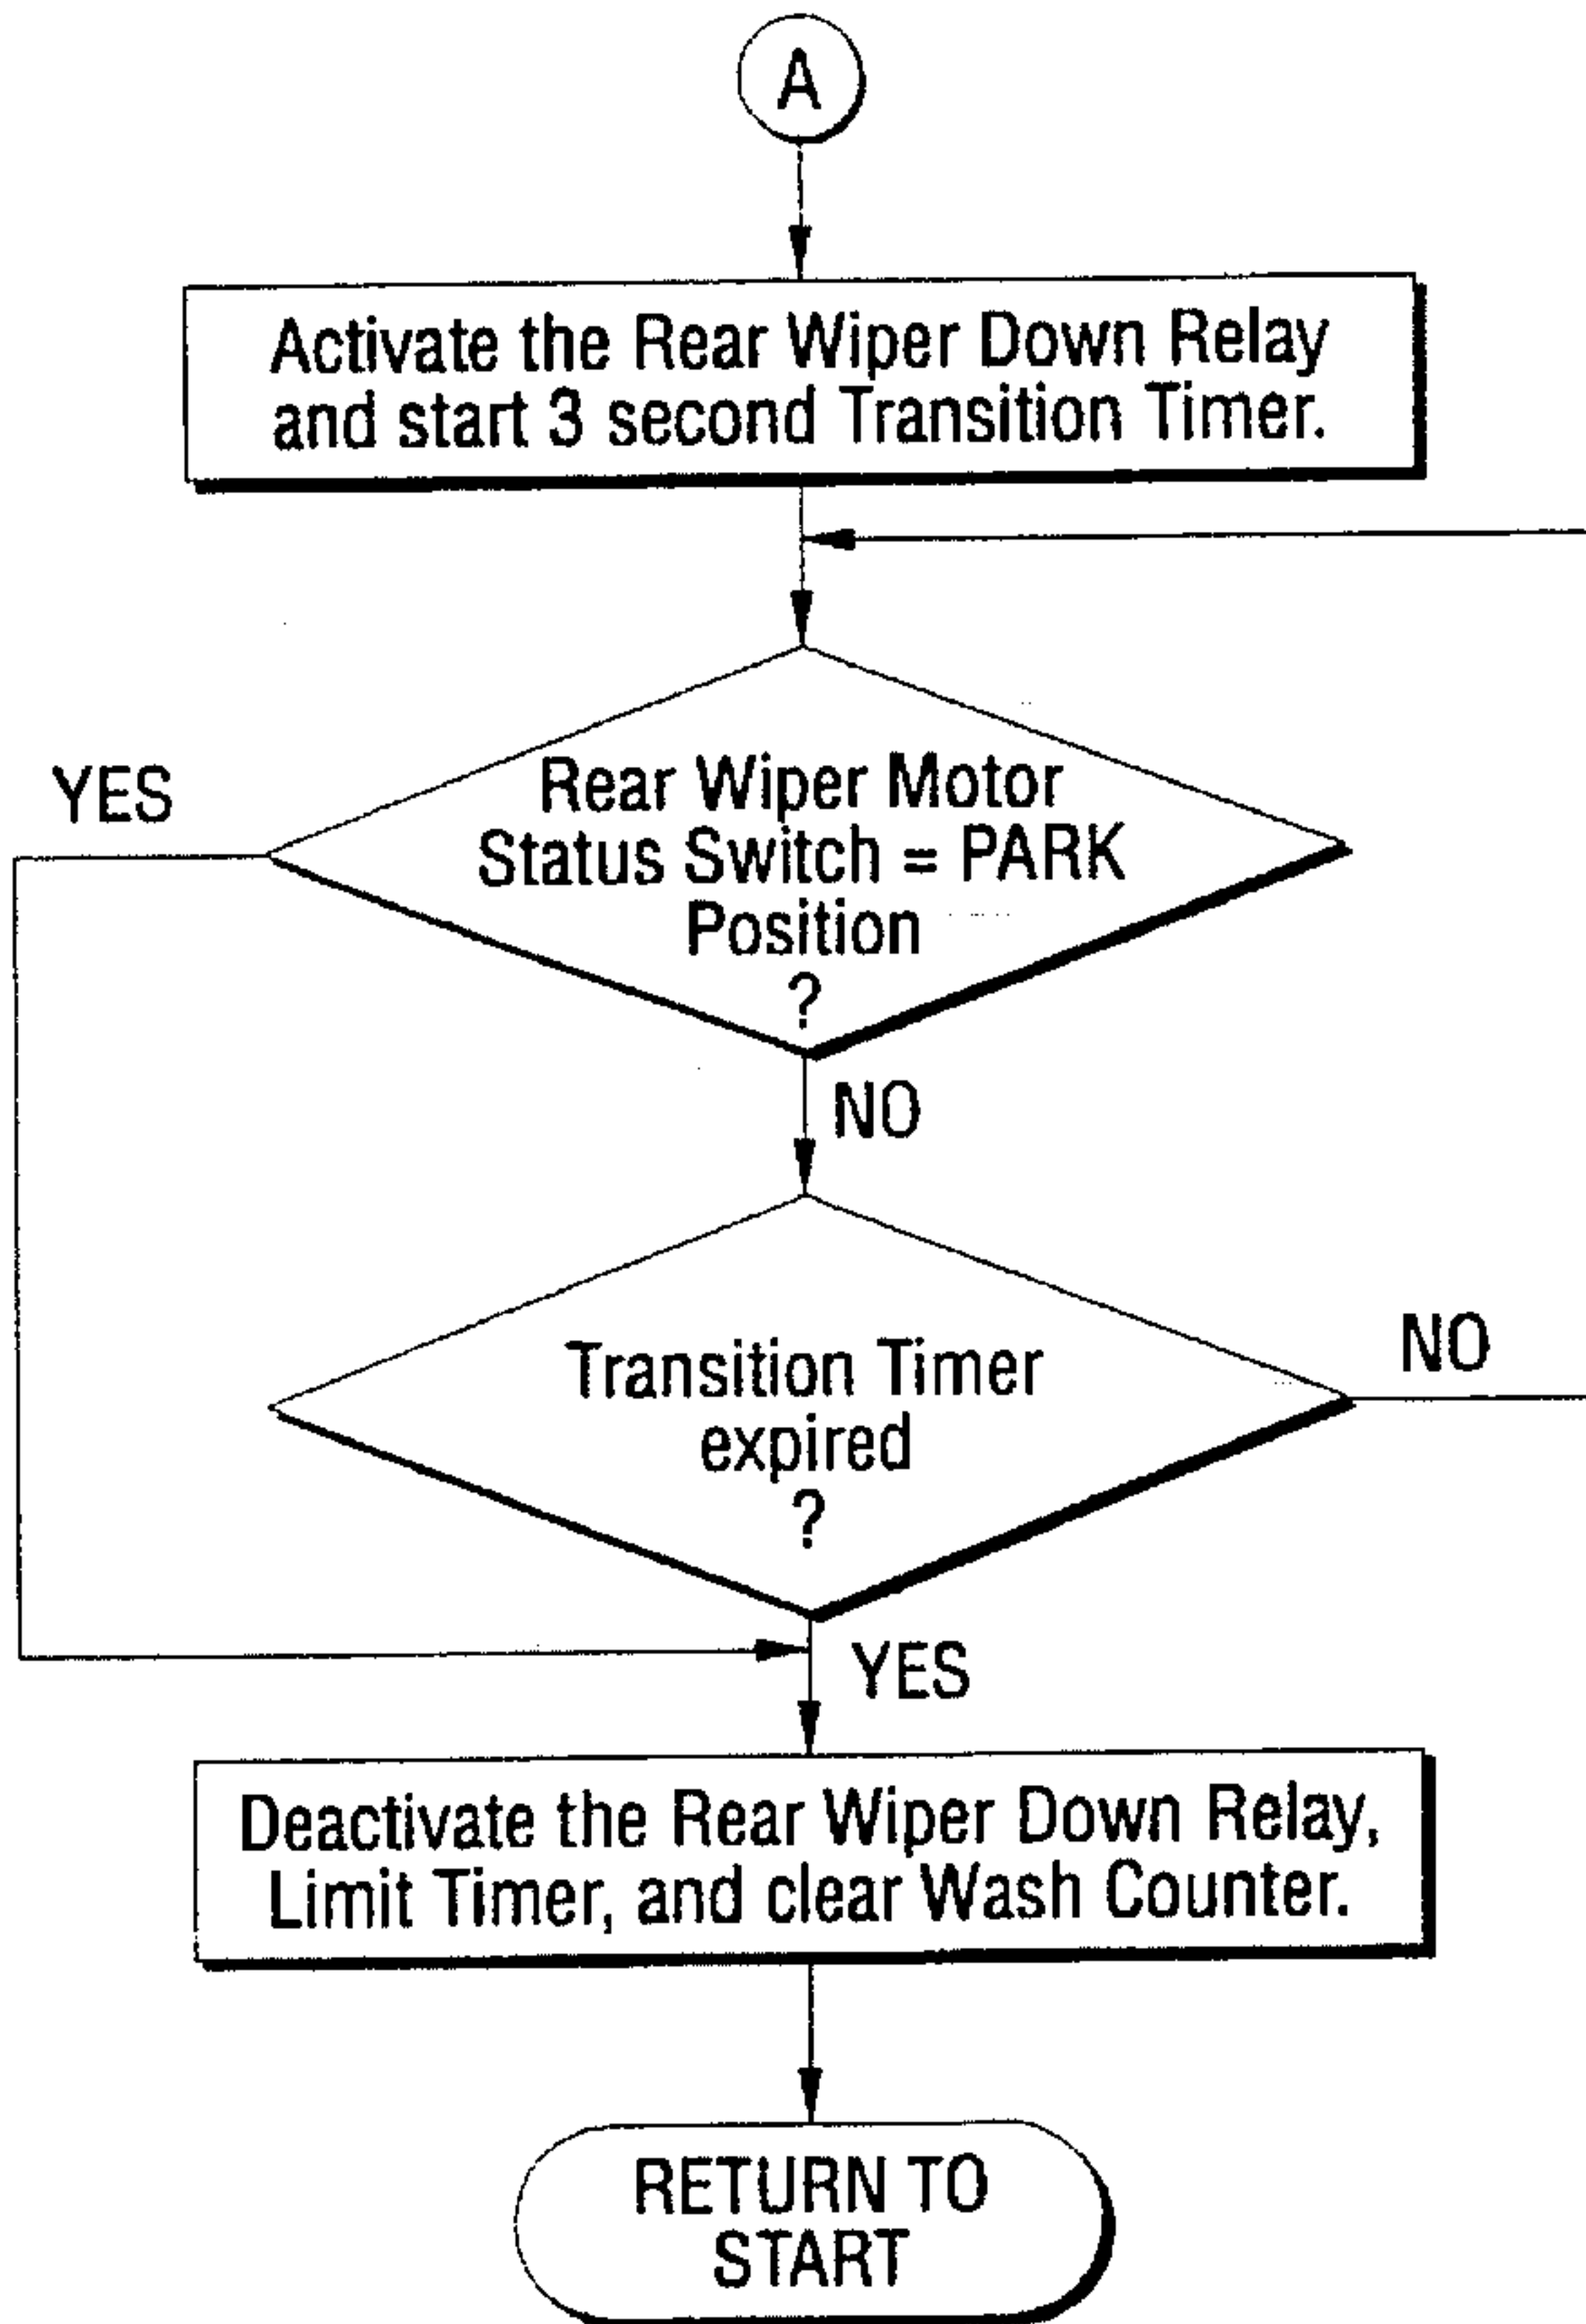 A
Activate the Rear Wiper Down Relay
and start 3 second Transition Timer.
YES
Rear Wiper Motor
Status Switch = PARK
Position
?
NO
Transition Timer
expired
?
NO
YES
Deactivate the Rear Wiper Down Relay,
Limit Timer, and clear Wash Counter.
RETURN TO
START